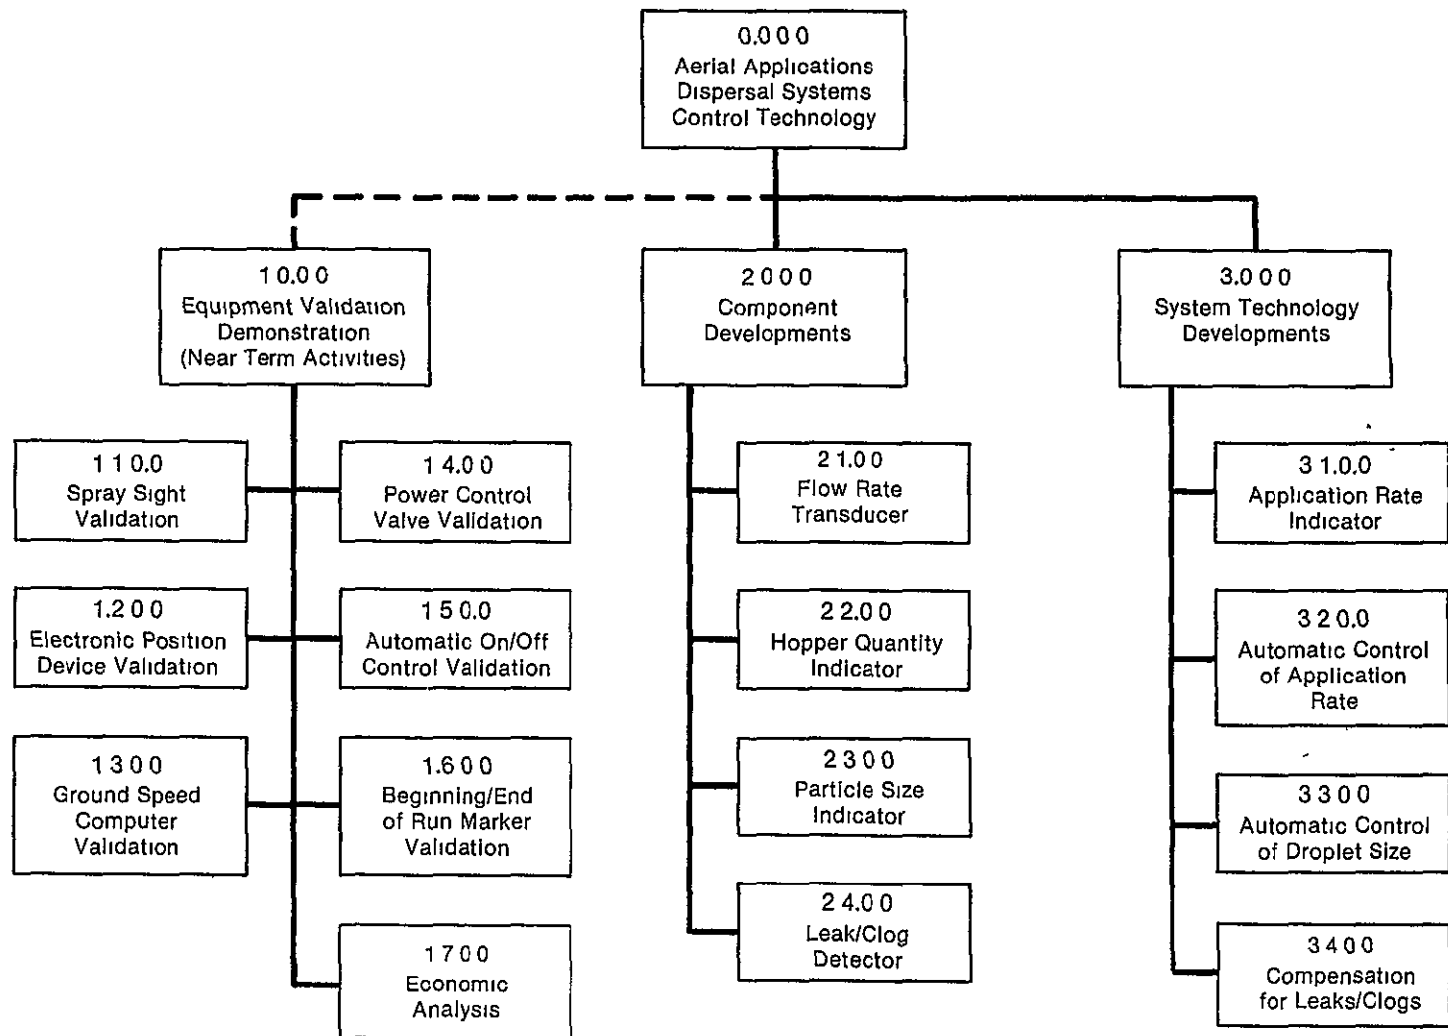 0.000
Aerial Applications
Dispersal Systems
Control Technology
10.00
Equipment Validation
Demonstration
(Near Term Activities)
2000
Component
Developments
3.000
System Technology
Developments
110.0
Spray Sight
Validation
14.00
Power Control
Valve Validation
1.200
Electronic Position
Device Validation
150.0
Automatic On/Off
Control Validation
1300
Ground Speed
Computer
Validation
1.600
Beginning/End
of Run Marker
Validation
1700
Economic
Analysis
21.00
Flow Rate
Transducer
22.00
Hopper Quantity
Indicator
2300
Particle Size
Indicator
24.00
Leak/Clog
Detector
31.0.0
Application Rate
Indicator
320.0
Automatic Control
of Application
Rate
3300
Automatic Control
of Droplet Size
3400
Compensation
for Leaks/Clogs